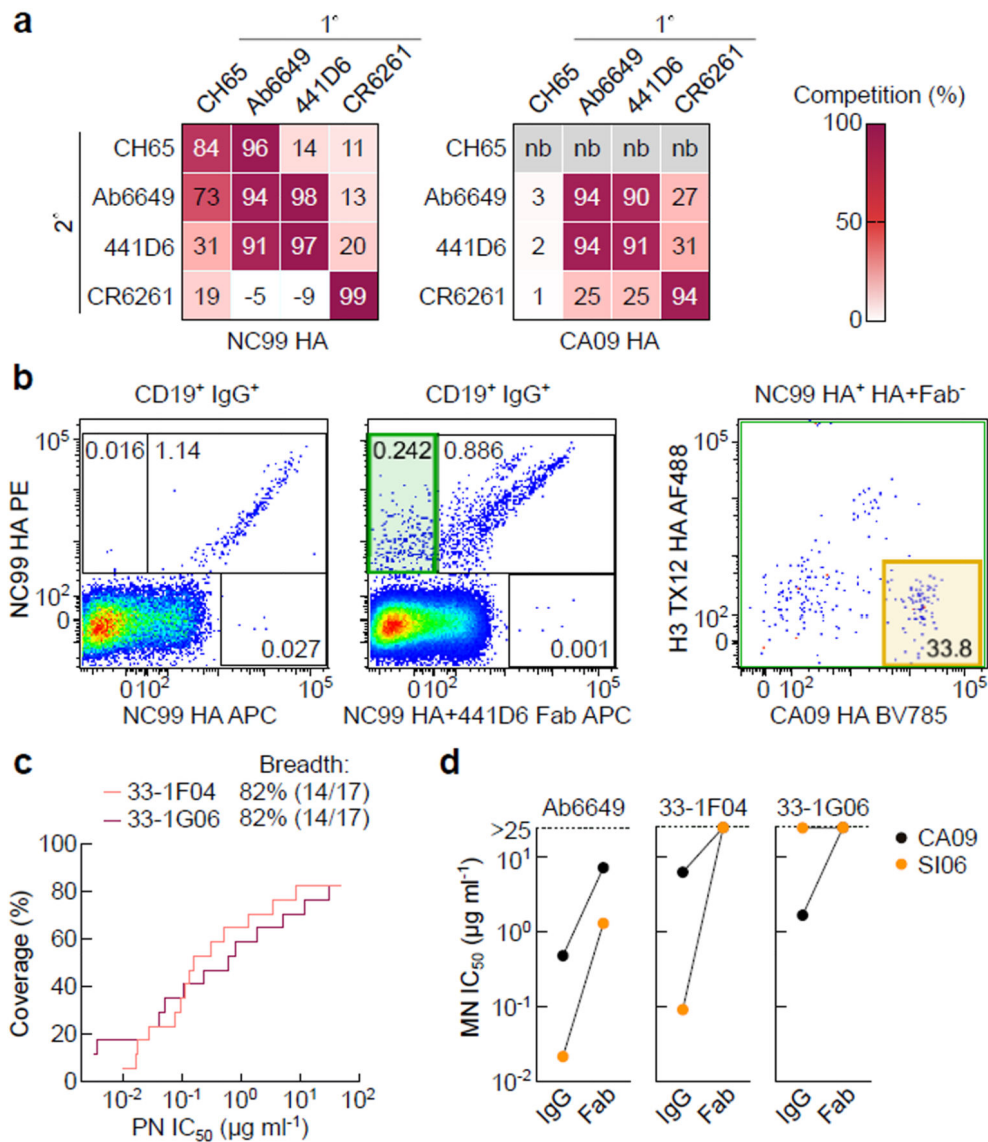 a
1° 1°
CH65 Ab6649 441D6 CR6261 CH65 Ab6649 441D6 CR6261
Competition (%)
2°
CH65 84 96 14 11 CH65 nb nb nb nb 100
Ab6649 73 94 98 13 Ab6649 3 94 90 27
441D6 31 91 97 20 441D6 2 94 91 31 50
CR6261 19 -5 -9 99 CR6261 1 25 25 94 0
NC99 HA CA09 HA
b
CD19⁺ IgG⁺ CD19⁺ IgG⁺ NC99 HA⁺ HA+Fab⁻
NC99 HA PE
10⁵ 10² 0
0.016 1.14
0.027
0 10² 10⁵
NC99 HA APC
0.242 0.886
0.001
0 10² 10⁵
NC99 HA+441D6 Fab APC
H3 TX12 HA AF488
10⁵ 10² 0
33.8
0 10² 10⁵
CA09 HA BV785
c
Breadth:
33-1F04 82% (14/17)
33-1G06 82% (14/17)
Coverage (%)
100
80
60
40
20
0
10⁻² 10⁻¹ 10⁰ 10¹ 10²
PN IC₅₀ (µg ml⁻¹)
d
Ab6649 33-1F04 33-1G06
MN IC₅₀ (µg ml⁻¹)
>25
10¹
10⁰
10⁻¹
10⁻²
CA09
SI06
IgG Fab IgG Fab IgG Fab